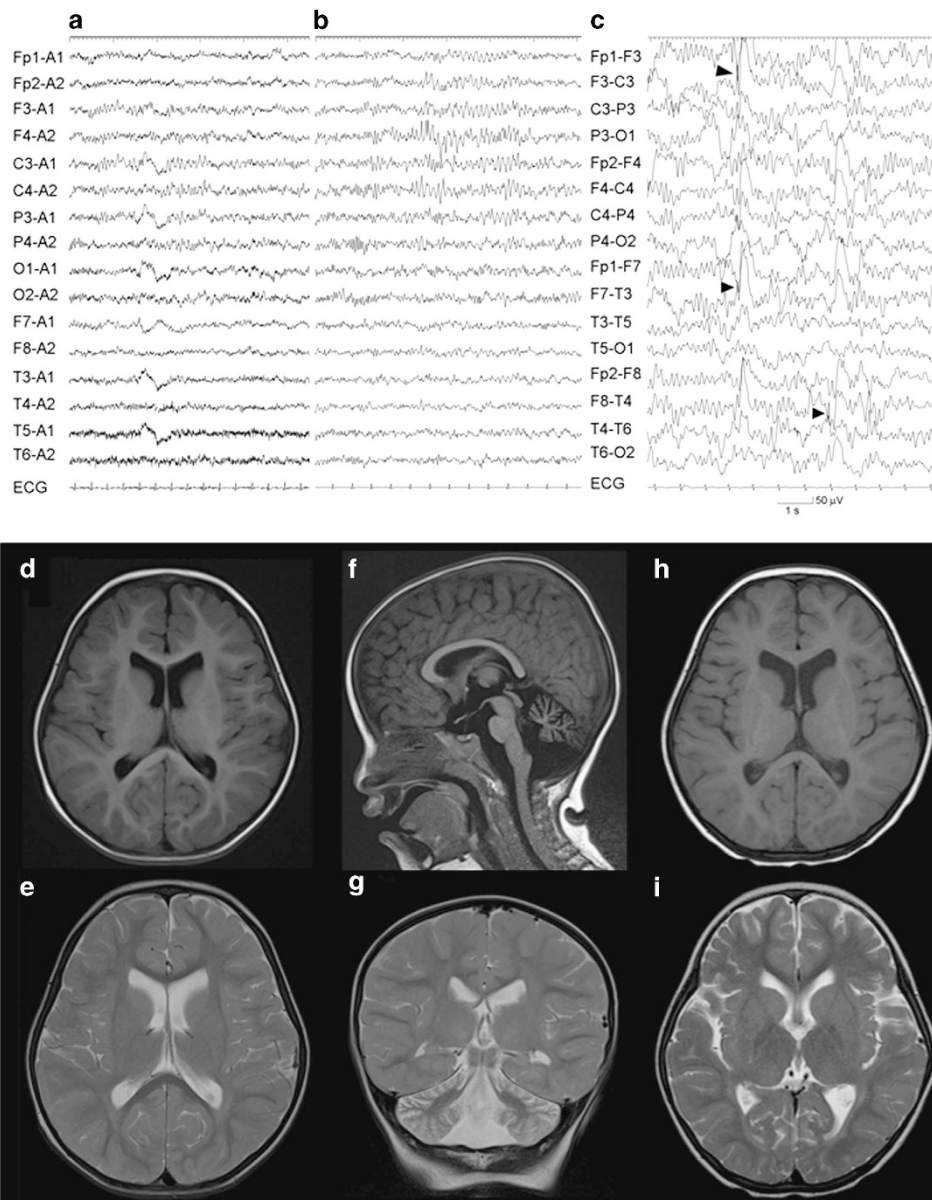 a
b
c
Fp1-A1
Fp2-A2
F3-A1
F4-A2
C3-A1
C4-A2
P3-A1
P4-A2
O1-A1
O2-A2
F7-A1
F8-A2
T3-A1
T4-A2
T5-A1
T6-A2
ECG
Fp1-F3
F3-C3
C3-P3
P3-O1
Fp2-F4
F4-C4
C4-P4
P4-O2
Fp1-F7
F7-T3
T3-T5
T5-O1
Fp2-F8
F8-T4
T4-T6
T6-O2
ECG
50 µV
1 s
d
f
h
e
g
i